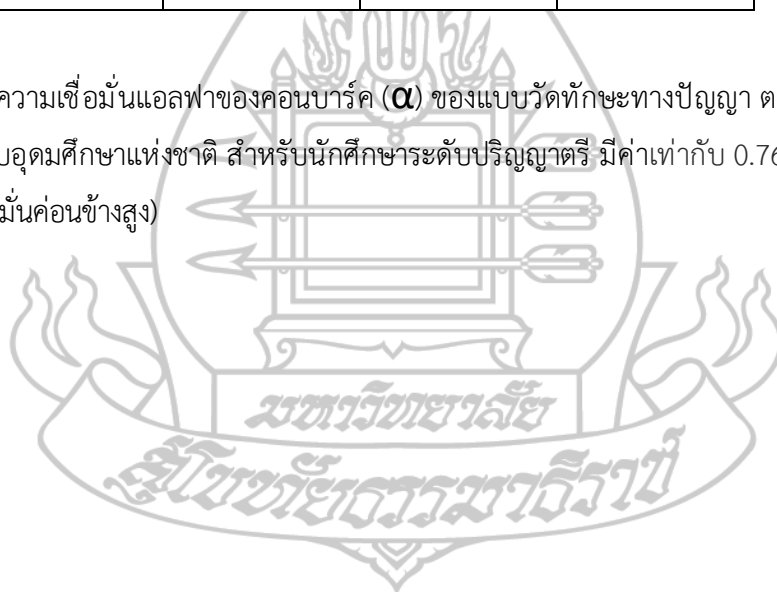 ความเชื่อมั่นแอลฟาของคอนบาร์ค (α) ของแบบวัดทักษะทางปัญญา ต
บอุดมศึกษาแห่งชาติ สำหรับนักศึกษาระดับปริญญาตรี มีค่าเท่ากับ 0.76
มั่นค่อนข้างสูง)
มหาวิทยาลัย
สุโขทัยธรรมาธิราช